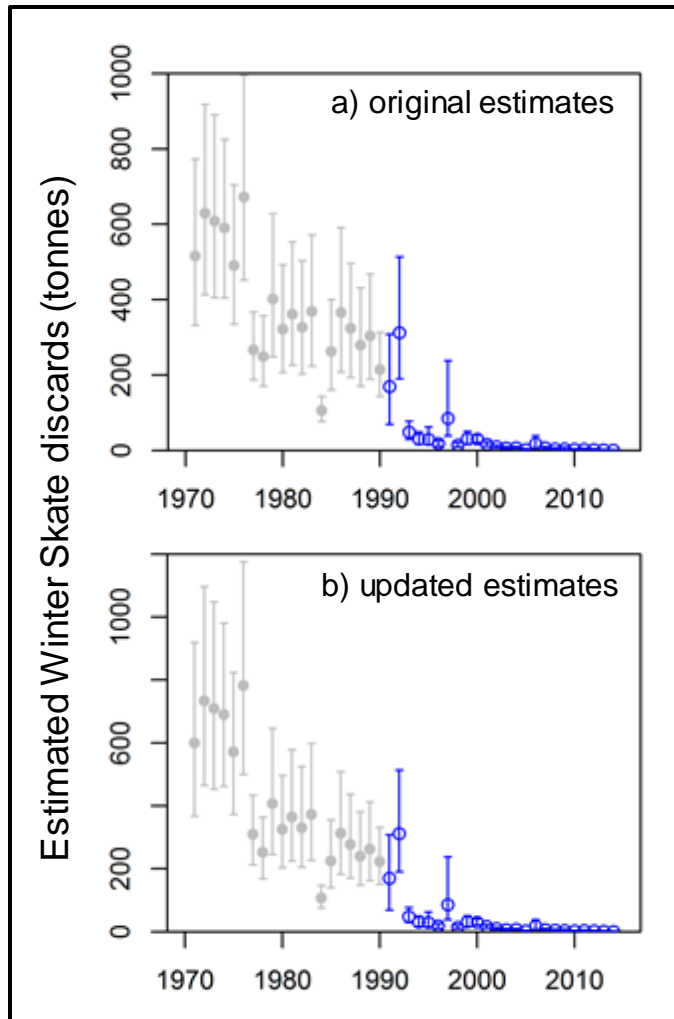 Estimated Winter Skate discards (tonnes)
a) original estimates
1000
800
600
400
200
0
1970 1980 1990 2000 2010
b) updated estimates
1000
600
200
0
1970 1980 1990 2000 2010